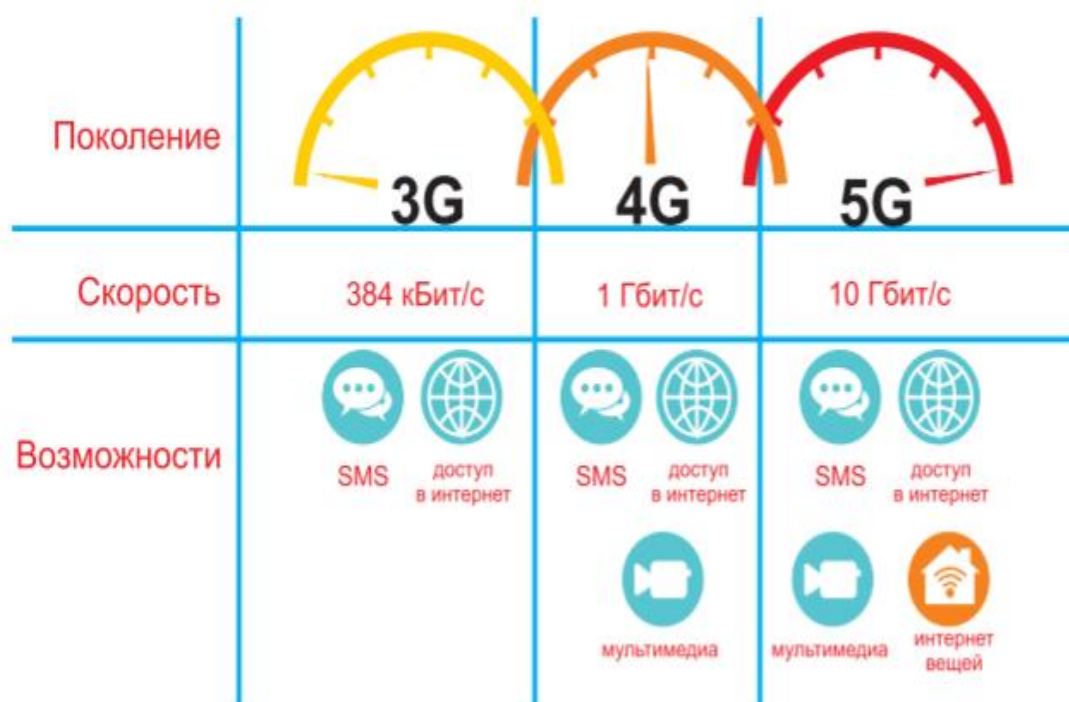 Поколение
3G
4G
5G
Скорость
384 кБит/с
1 Гбит/с
10 Гбит/с
Возможности
SMS
доступ
в интернет
SMS
доступ
в интернет
мультимедиа
SMS
доступ
в интернет
мультимедиа
интернет
вещей